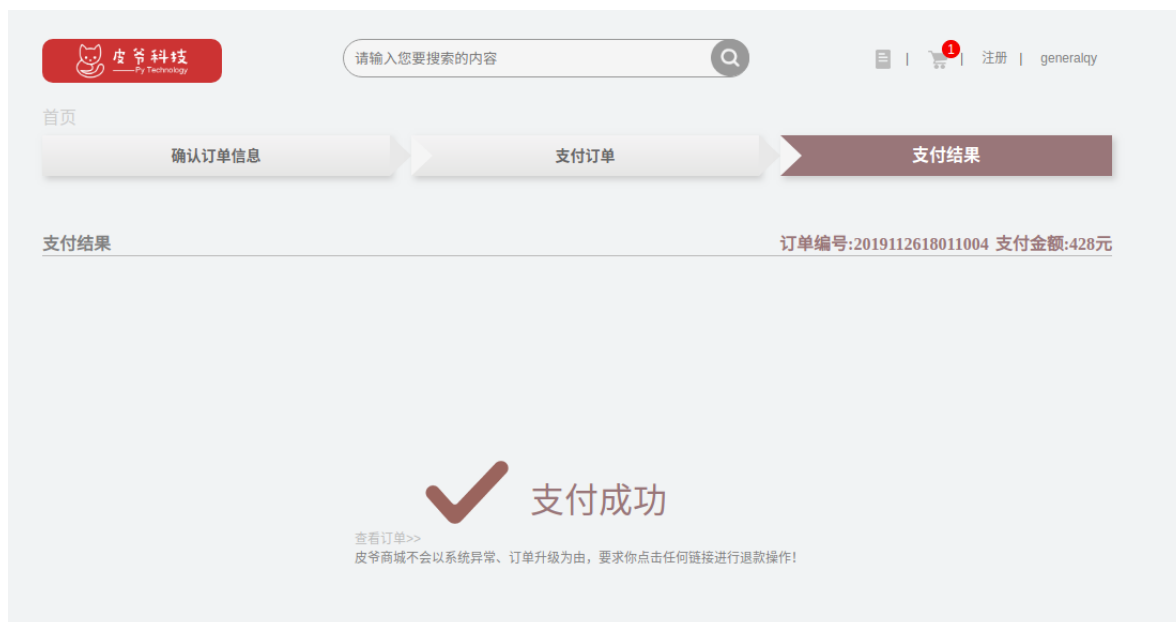 皮爷科技
Py Technology
请输入您要搜索的内容
| 1 | 注册 | generalqy
首页
确认订单信息 支付订单 支付结果
支付结果 订单编号:2019112618011004 支付金额:428元
支付成功
查看订单>>
皮爷商城不会以系统异常、订单升级为由，要求你点击任何链接进行退款操作!